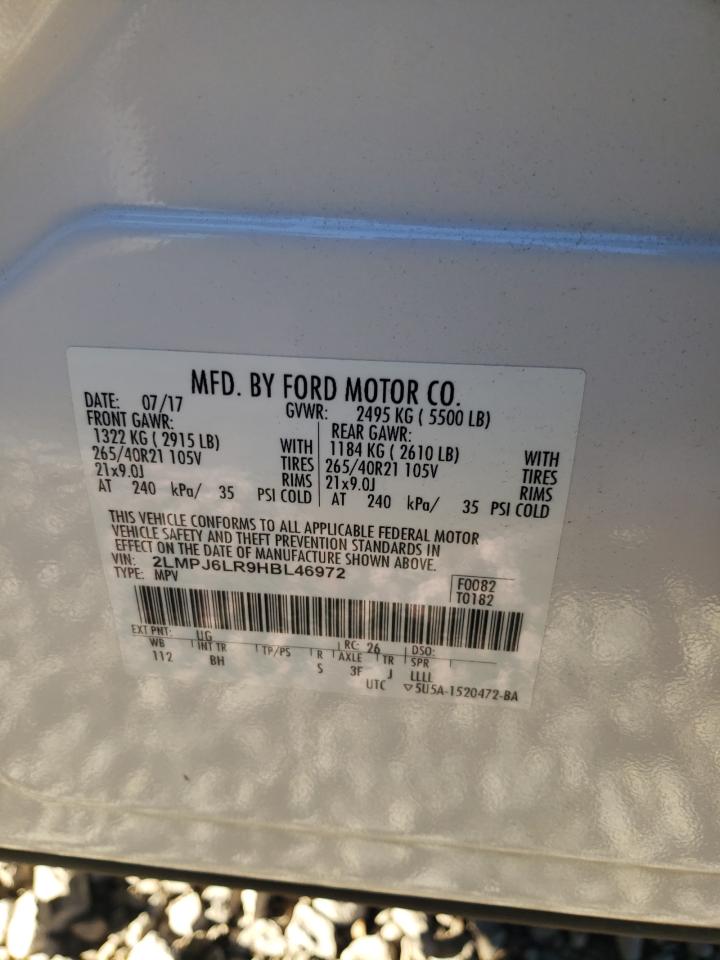 MFD. BY FORD MOTOR CO.
DATE: 07/17 GVWR: 2495 KG ( 5500 LB)
FRONT GAWR: REAR GAWR:
1322 KG ( 2915 LB) WITH 1184 KG ( 2610 LB) WITH
265/40R21 105V TIRES 265/40R21 105V TIRES
21x9.0J RIMS 21x9.0J RIMS
AT 240 kPa/ 35 PSI COLD AT 240 kPa/ 35 PSI COLD
THIS VEHICLE CONFORMS TO ALL APPLICABLE FEDERAL MOTOR
VEHICLE SAFETY AND THEFT PREVENTION STANDARDS IN
EFFECT ON THE DATE OF MANUFACTURE SHOWN ABOVE.
VIN: 2LMPJ6LR9HBL46972
TYPE: MPV F0082
T0182
EXT PNT: UG RC: 26 DSO:
WB INT TR TP/PS R AXLE TR SPR
112 BH S 3F J LLLL
UTC ▽5U5A-1520472-BA